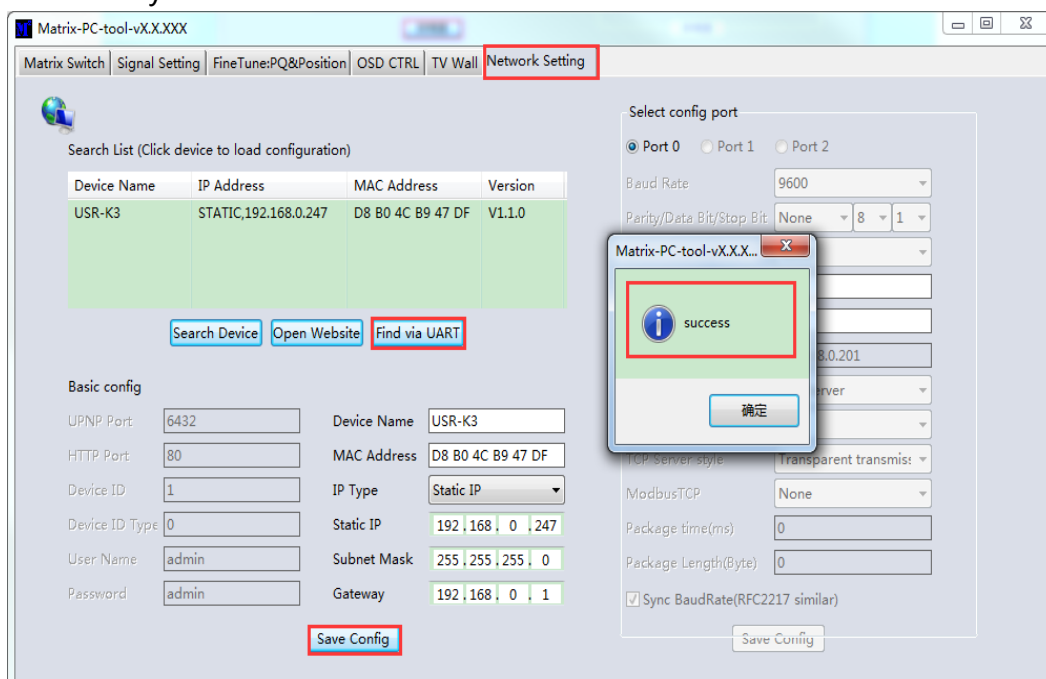 Matrix-PC-tool-vX.X.XXX
Matrix Switch Signal Setting FineTune:PQ&Position OSD CTRL TV Wall Network Setting
Search List (Click device to load configuration)
Device Name IP Address MAC Address Version
USR-K3 STATIC,192.168.0.247 D8 B0 4C B9 47 DF V1.1.0
Search Device Open Website Find via UART
Basic config
UPNP Port 6432 Device Name USR-K3
HTTP Port 80 MAC Address D8 B0 4C B9 47 DF
Device ID 1 IP Type Static IP
Device ID Type 0 Static IP 192 . 168 . 0 . 247
User Name admin Subnet Mask 255 . 255 . 255 . 0
Password admin Gateway 192 . 168 . 0 . 1
Save Config
Select config port
Port 0 Port 1 Port 2
Baud Rate 9600
Parity/Data Bit/Stop Bit None 8 1
Matrix-PC-tool-vX.X.X...
success
确定
8.0.201
erver
TCP Server style Transparent transmis
ModbusTCP None
Package time(ms) 0
Package Length(Byte) 0
Sync BaudRate(RFC2217 similar)
Save Config